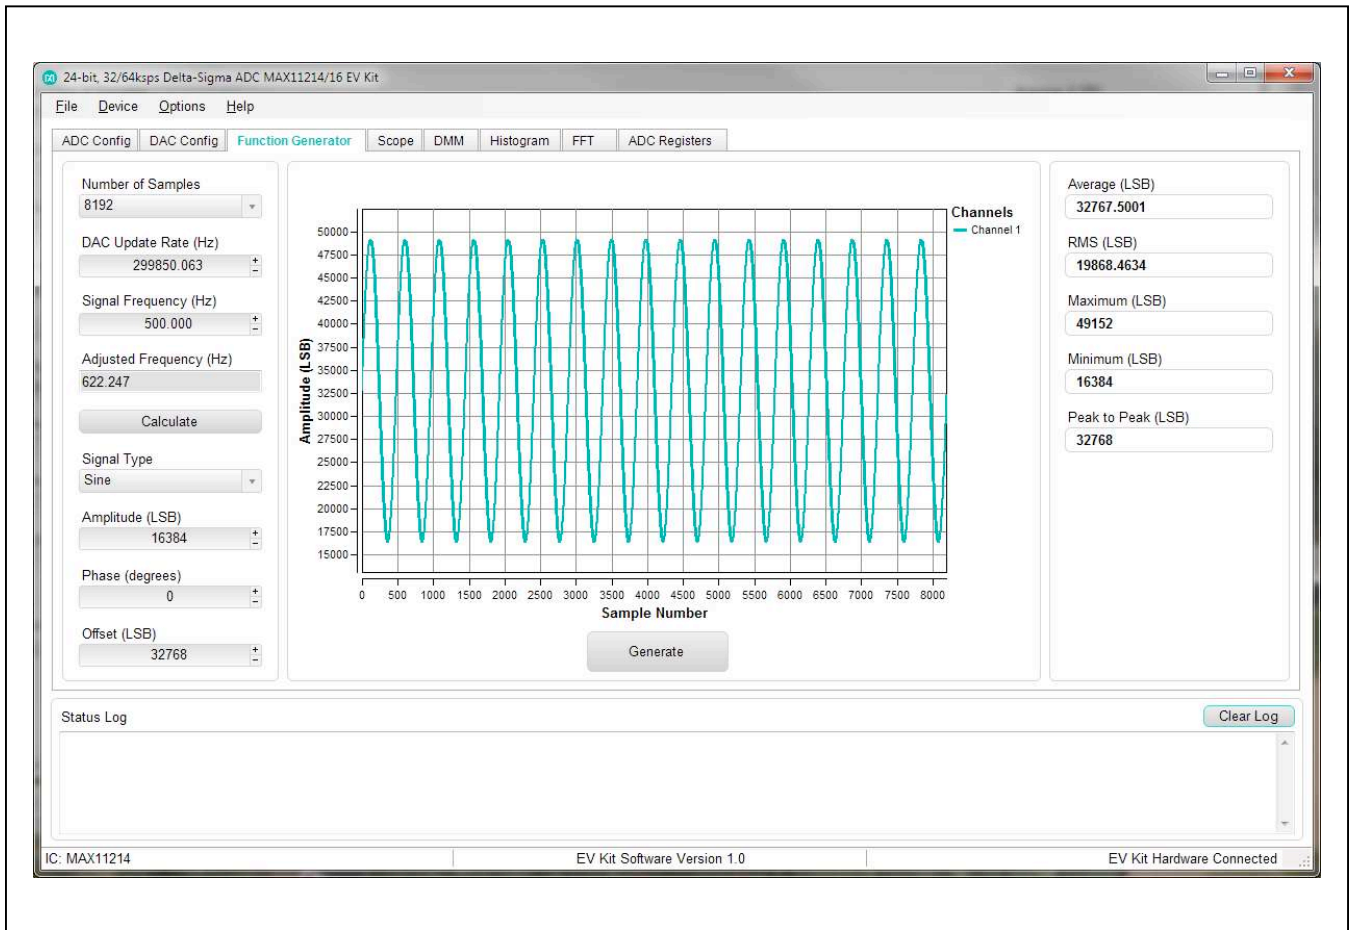 24-bit, 32/64ksps Delta-Sigma ADC MAX11214/16 EV Kit
File Device Options Help
ADC Config DAC Config Function Generator Scope DMM Histogram FFT ADC Registers
Number of Samples
8192
DAC Update Rate (Hz)
299850.063
Signal Frequency (Hz)
500.000
Adjusted Frequency (Hz)
622.247
Calculate
Signal Type
Sine
Amplitude (LSB)
16384
Phase (degrees)
0
Offset (LSB)
32768
Amplitude (LSB)
50000
47500
45000
42500
40000
37500
35000
32500
30000
27500
25000
22500
20000
17500
15000
0 500 1000 1500 2000 2500 3000 3500 4000 4500 5000 5500 6000 6500 7000 7500 8000
Sample Number
Channels
Channel 1
Generate
Average (LSB)
32767.5001
RMS (LSB)
19868.4634
Maximum (LSB)
49152
Minimum (LSB)
16384
Peak to Peak (LSB)
32768
Status Log
Clear Log
IC: MAX11214
EV Kit Software Version 1.0
EV Kit Hardware Connected